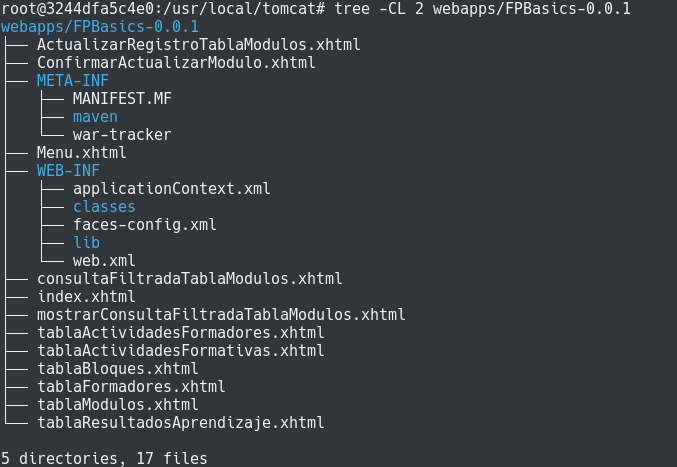 root@3244dfa5c4e0:/usr/local/tomcat# tree -CL 2 webapps/FPBasics-0.0.1
webapps/FPBasics-0.0.1
├── ActualizarRegistroTablaModulos.xhtml
├── ConfirmarActualizarModulo.xhtml
├── META-INF
│   ├── MANIFEST.MF
│   ├── maven
│   └── war-tracker
├── Menu.xhtml
├── WEB-INF
│   ├── applicationContext.xml
│   ├── classes
│   ├── faces-config.xml
│   ├── lib
│   └── web.xml
├── consultaFiltradaTablaModulos.xhtml
├── index.xhtml
├── mostrarConsultaFiltradaTablaModulos.xhtml
├── tablaActividadesFormadores.xhtml
├── tablaActividadesFormativas.xhtml
├── tablaBloques.xhtml
├── tablaFormadores.xhtml
├── tablaModulos.xhtml
└── tablaResultadosAprendizaje.xhtml

5 directories, 17 files